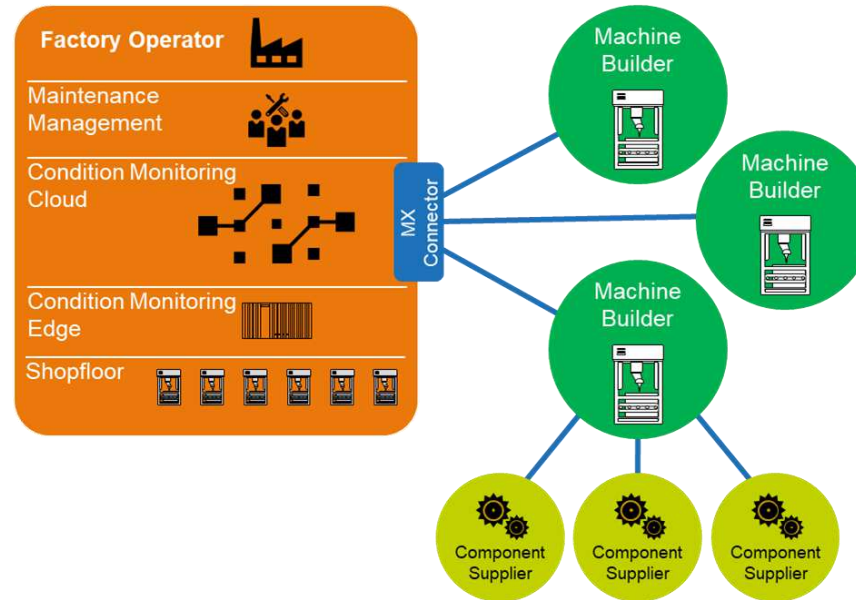 Factory Operator
Maintenance
Management
Condition Monitoring
Cloud
Condition Monitoring
Edge
Shopfloor
MX
Connector
Machine
Builder
Machine
Builder
Machine
Builder
Component
Supplier
Component
Supplier
Component
Supplier